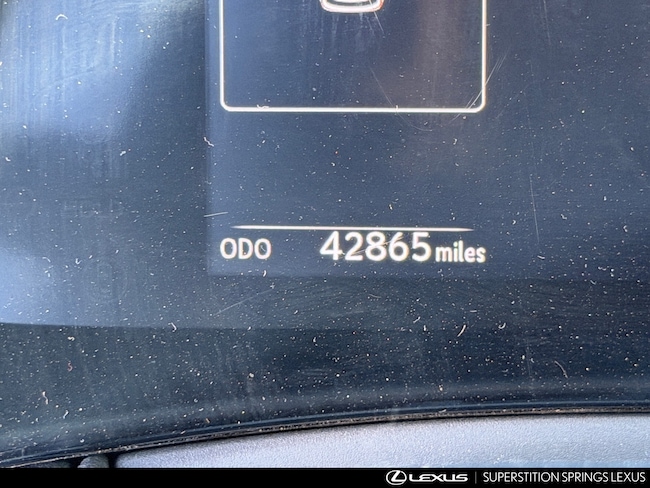 ODO 42865 miles
LEXUS | SUPERSTITION SPRINGS LEXUS